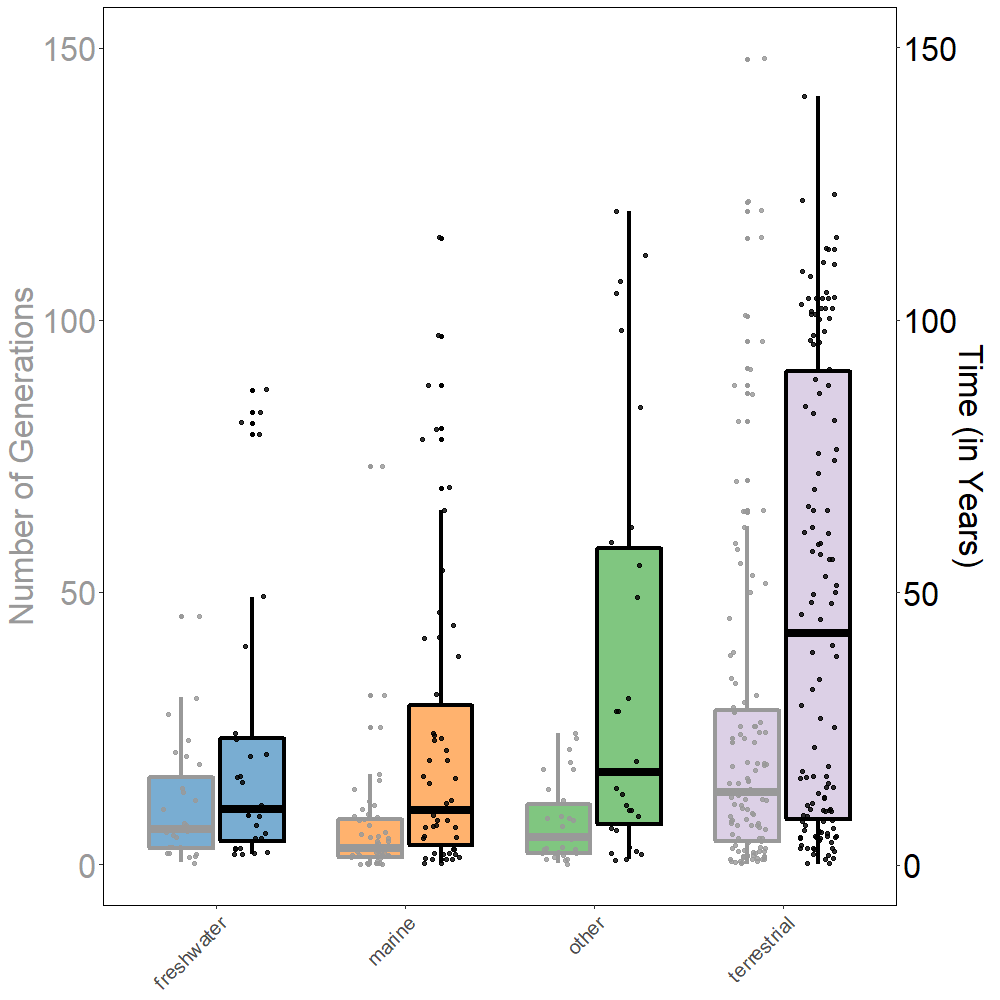 Number of Generations
150
100
50
0
150
100
50
0
Time (in Years)
freshwater
marine
other
terrestrial